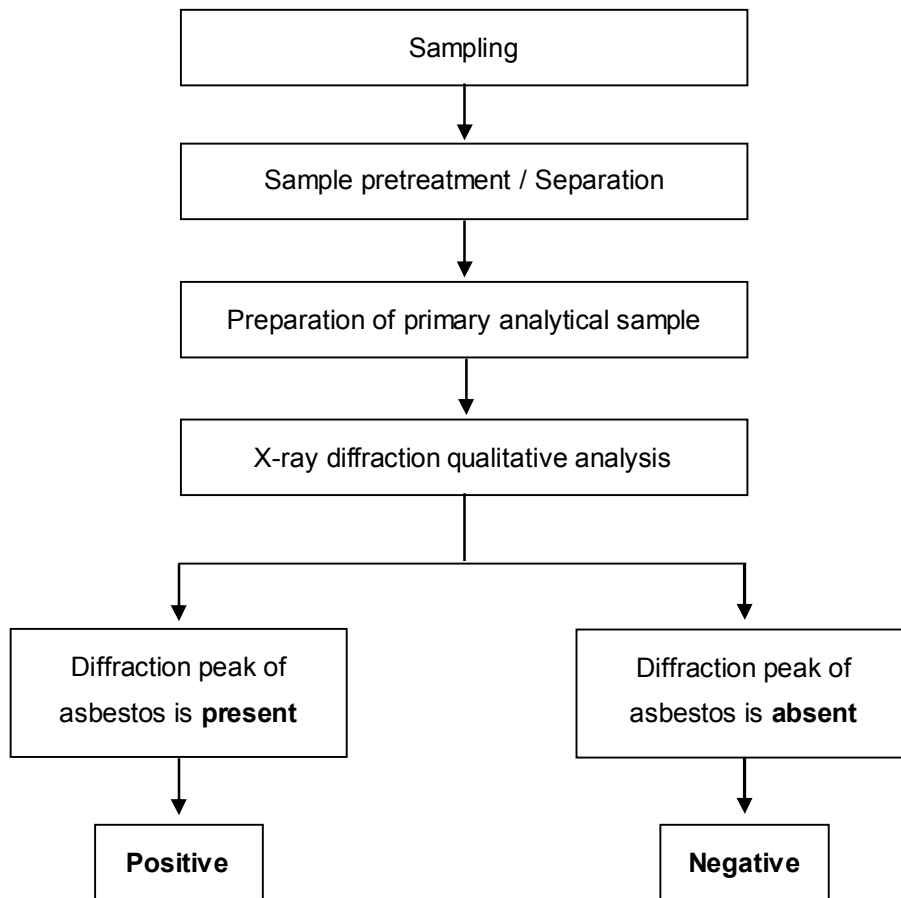 Sampling
Sample pretreatment / Separation
Preparation of primary analytical sample
X-ray diffraction qualitative analysis
Diffraction peak of
asbestos is present
Diffraction peak of
asbestos is absent
Positive
Negative